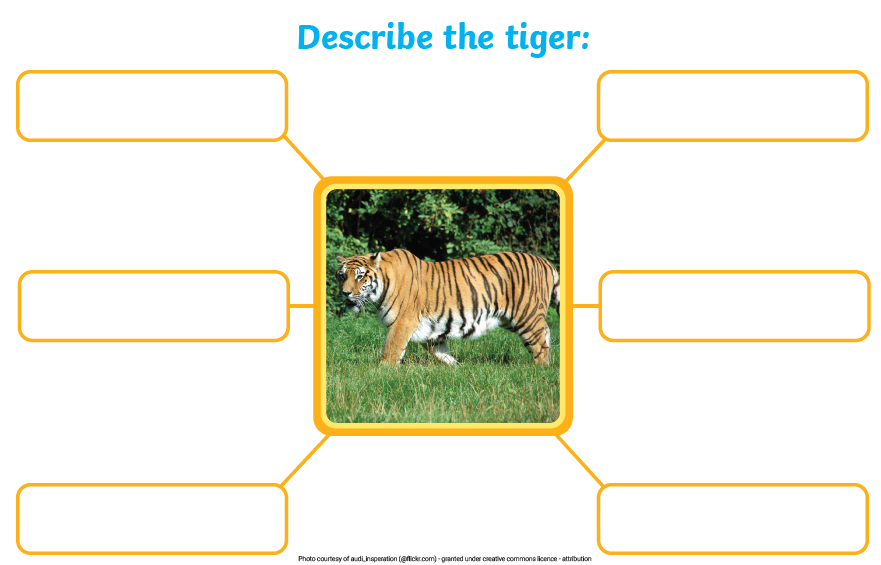 Describe the tiger:
Photo courtesy of audi_insperation (@flickr.com) - granted under creative commons licence - attribution